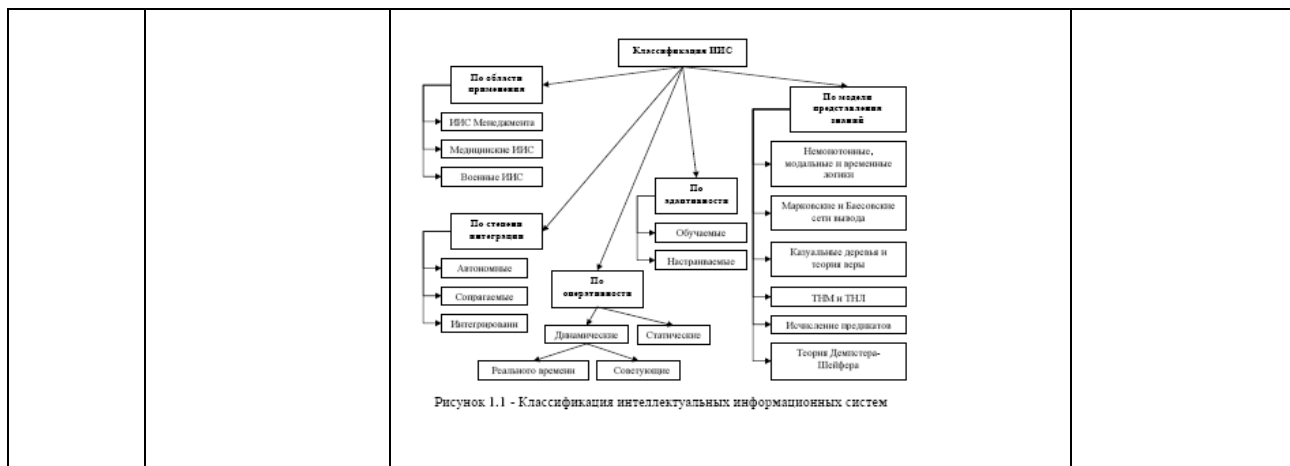 Классификация ИИС
По области
применения
ИИС Менеджмента
Медицинские ИИС
Военные ИИС
По степени
интеграции
Автономные
Сопрягаемые
Интегрировани
По
оперативности
Динамические
Статические
Реального времени
Советующие
По
адаптивности
Обучаемые
Настраиваемые
По модели
представления
знаний
Немонотонные,
модальные и временные
логики
Марковские и Баесовские
сети вывода
Казуальные деревья и
теория веры
ТНМ и ТНЛ
Исчисление предикатов
Теория Демпстера-
Шейфера
Рисунок 1.1 - Классификация интеллектуальных информационных систем